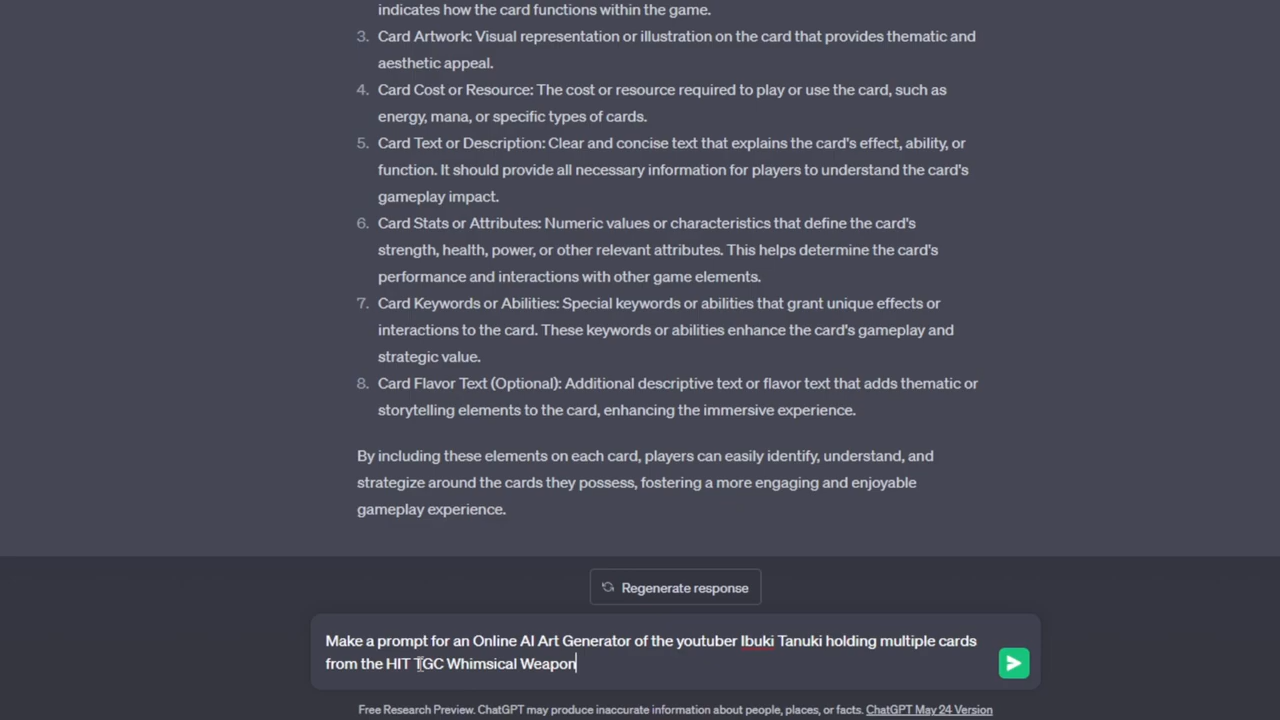 indicates how the card functions within the game.
3. Card Artwork: Visual representation or illustration on the card that provides thematic and
aesthetic appeal.
4. Card Cost or Resource: The cost or resource required to play or use the card, such as
energy, mana, or specific types of cards.
5. Card Text or Description: Clear and concise text that explains the card's effect, ability, or
function. It should provide all necessary information for players to understand the card's
gameplay impact.
6. Card Stats or Attributes: Numeric values or characteristics that define the card's
strength, health, power, or other relevant attributes. This helps determine the card's
performance and interactions with other game elements.
7. Card Keywords or Abilities: Special keywords or abilities that grant unique effects or
interactions to the card. These keywords or abilities enhance the card's gameplay and
strategic value.
8. Card Flavor Text (Optional): Additional descriptive text or flavor text that adds thematic or
storytelling elements to the card, enhancing the immersive experience.
By including these elements on each card, players can easily identify, understand, and
strategize around the cards they possess, fostering a more engaging and enjoyable
gameplay experience.
Regenerate response
Make a prompt for an Online AI Art Generator of the youtuber Ibuki Tanuki holding multiple cards
from the HIT TGC Whimsical Weapon
Free Research Preview. ChatGPT may produce inaccurate information about people, places, or facts. ChatGPT May 24 Version